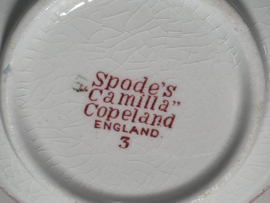 Spode's
"Camilla"
Copeland
ENGLAND.
3